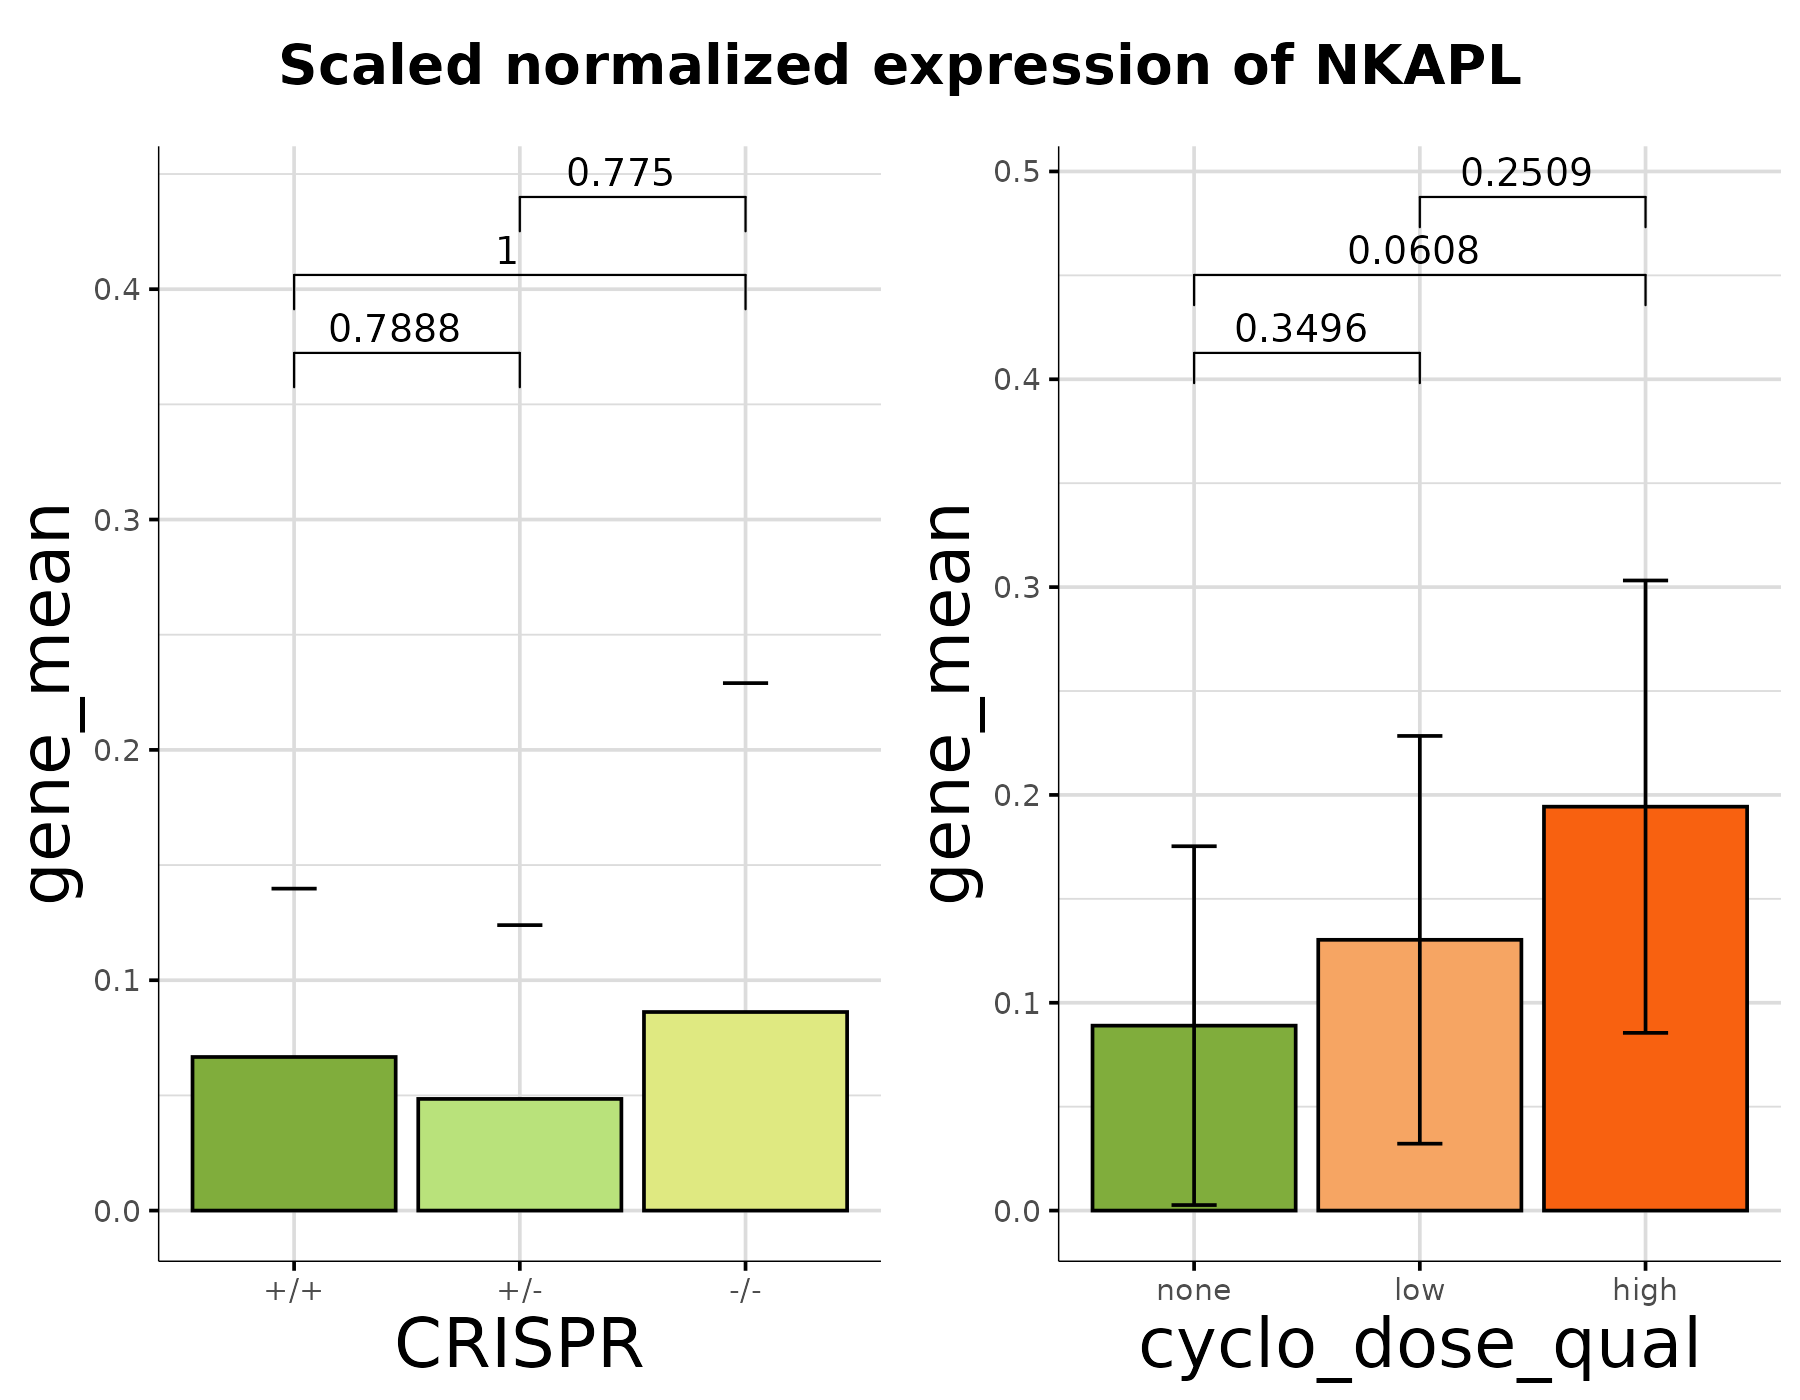 Scaled normalized expression of NKAPL
gene_mean
0.4
0.3
0.2
0.1
0.0
0.775
1
0.7888
+/+
+/-
-/-
CRISPR
gene_mean
0.5
0.4
0.3
0.2
0.1
0.0
0.2509
0.0608
0.3496
none
low
high
cyclo_dose_qual